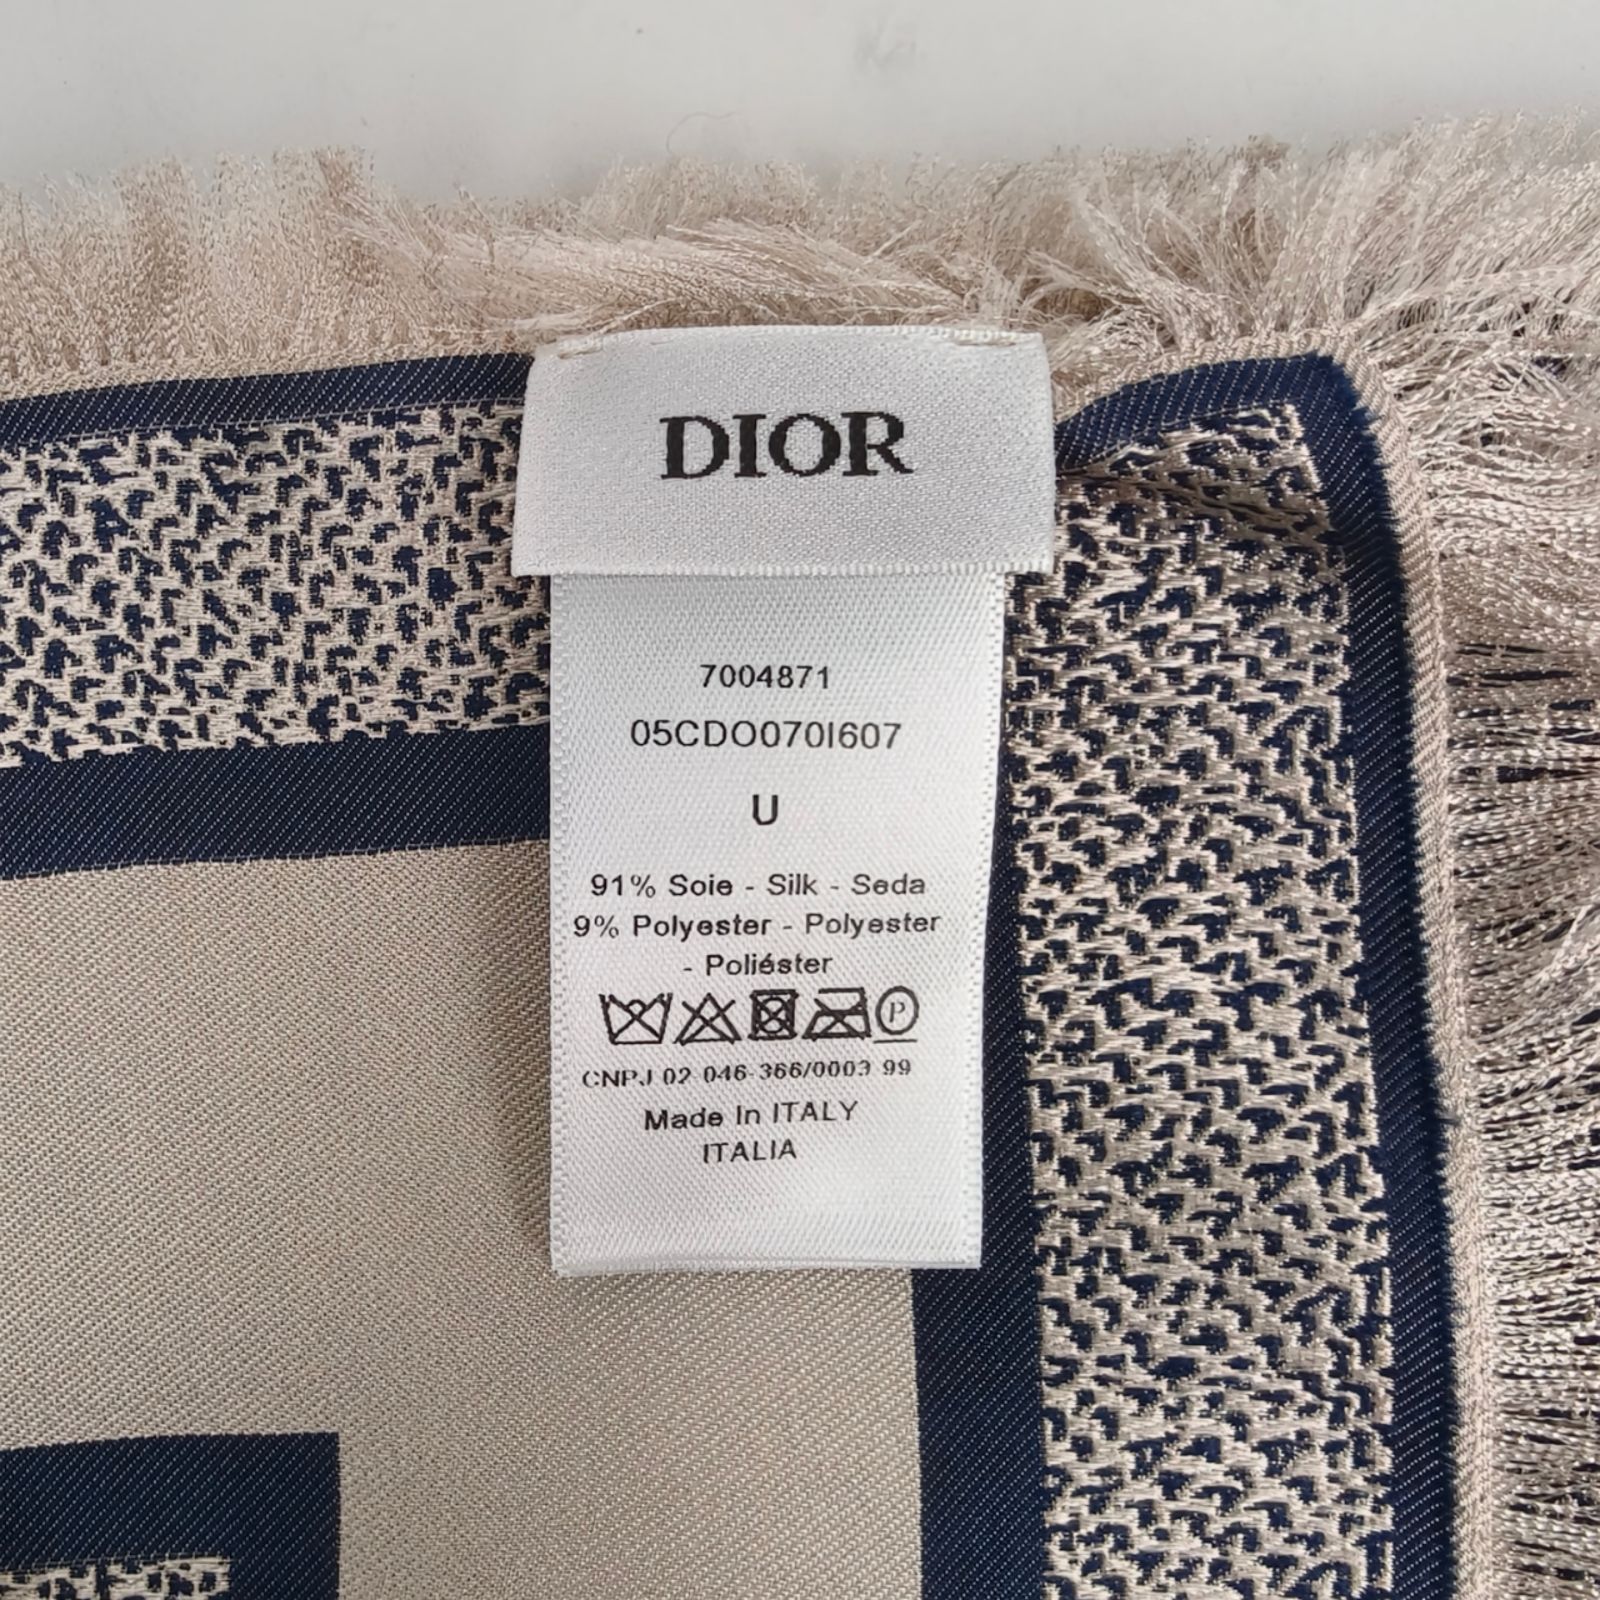 DIOR
7004871
05CDO070I607
U
91% Soie - Silk - Seda
9% Polyester - Polyester
- Poliéster
P
CNPJ 02 046 366/0003 99
Made In ITALY
ITALIA